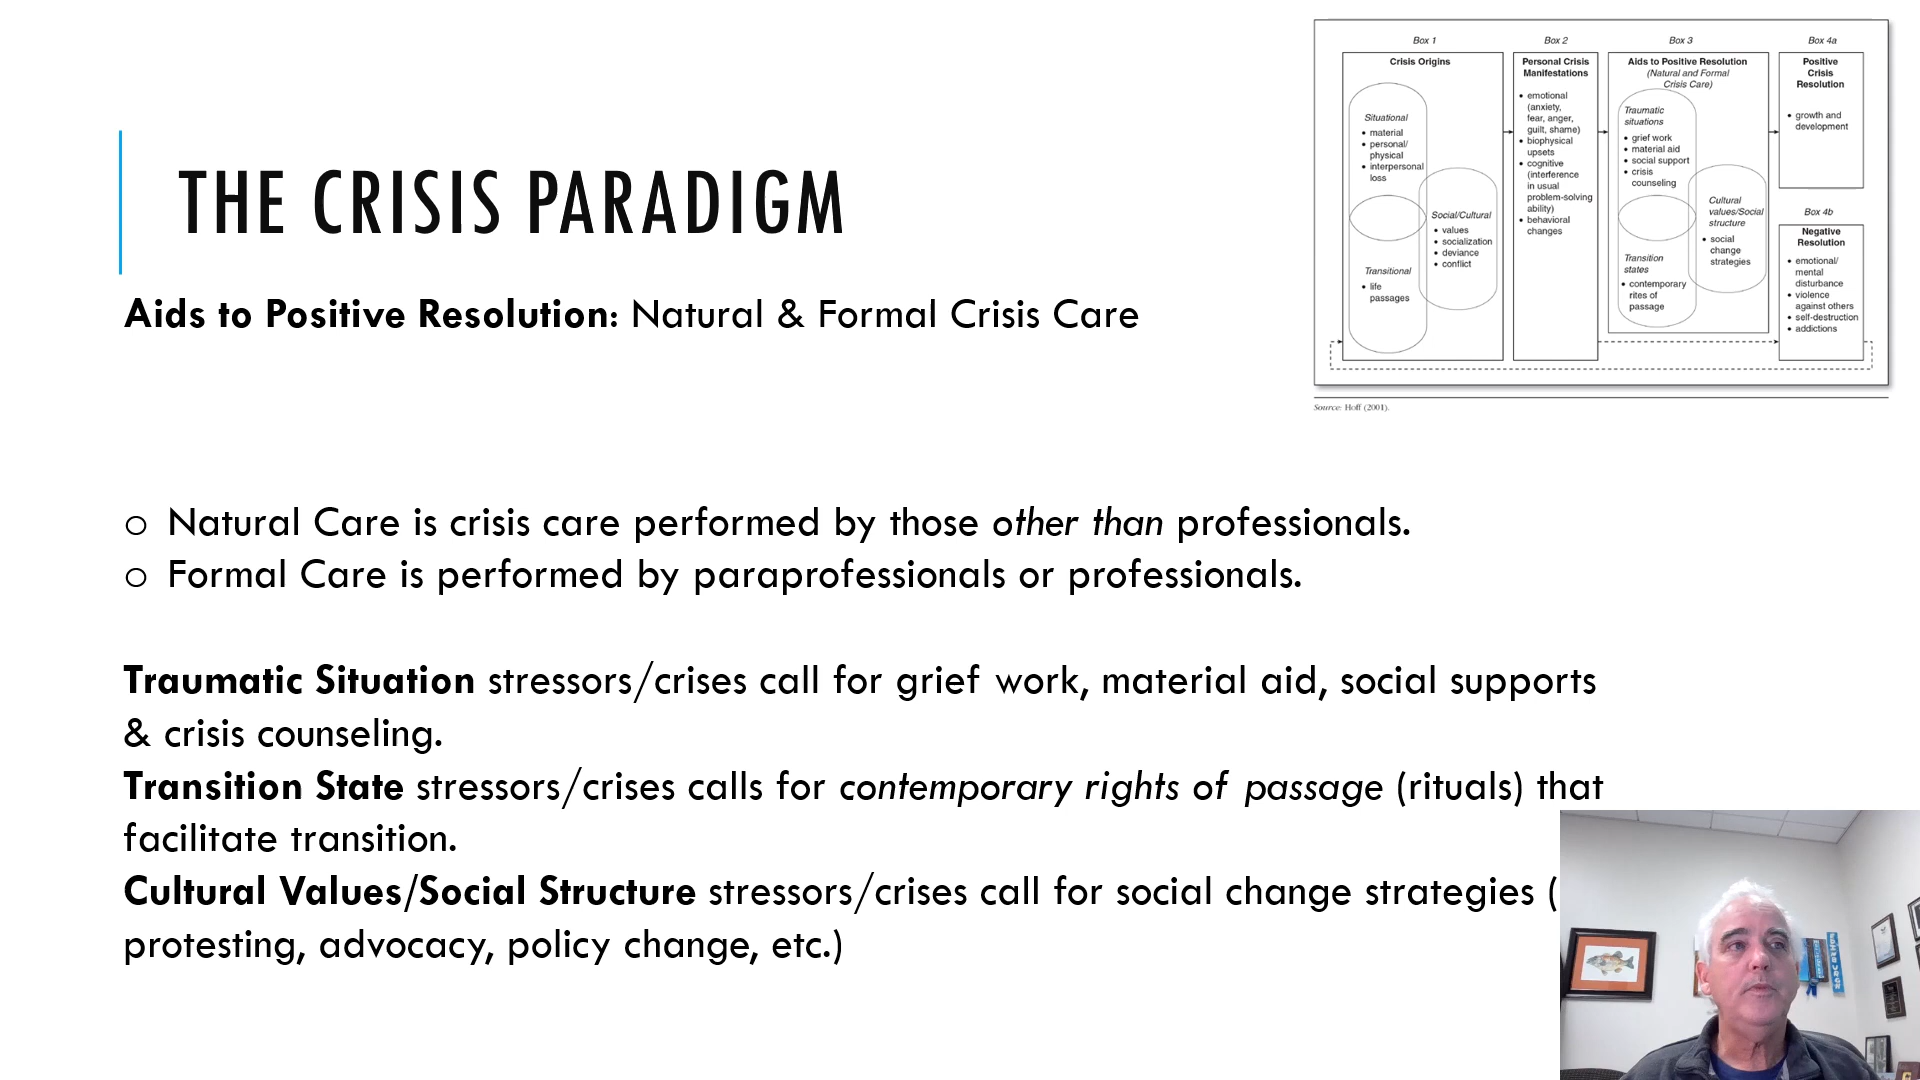 THE CRISIS PARADIGM
Aids to Positive Resolution: Natural & Formal Crisis Care
o Natural Care is crisis care performed by those other than professionals.
o Formal Care is performed by paraprofessionals or professionals.
Traumatic Situation stressors/crises call for grief work, material aid, social supports
& crisis counseling.
Transition State stressors/crises calls for contemporary rights of passage (rituals) that
facilitate transition.
Cultural Values/Social Structure stressors/crises call for social change strategies (
protesting, advocacy, policy change, etc.)
Box 1
Crisis Origins
Situational
• material
• personal/
physical
• interpersonal
loss
Social/Cultural
• values
• socialization
• deviance
• conflict
Transitional
• life
passages
Box 2
Personal Crisis
Manifestations
• emotional
(anxiety,
fear, anger,
guilt, shame)
• biophysical
upsets
• cognitive
(interference
in usual
problem-solving
ability)
• behavioral
changes
Box 3
Aids to Positive Resolution
(Natural and Formal
Crisis Care)
Traumatic
situations
• grief work
• material aid
• social support
• crisis
counseling
Cultural
values/Social
structure
• social
change
strategies
Transition
states
• contemporary
rites of
passage
Box 4a
Positive
Crisis
Resolution
• growth and
development
Box 4b
Negative
Resolution
• emotional/
mental
disturbance
• violence
against others
• self-destruction
• addictions
Source: Hoff (2001).